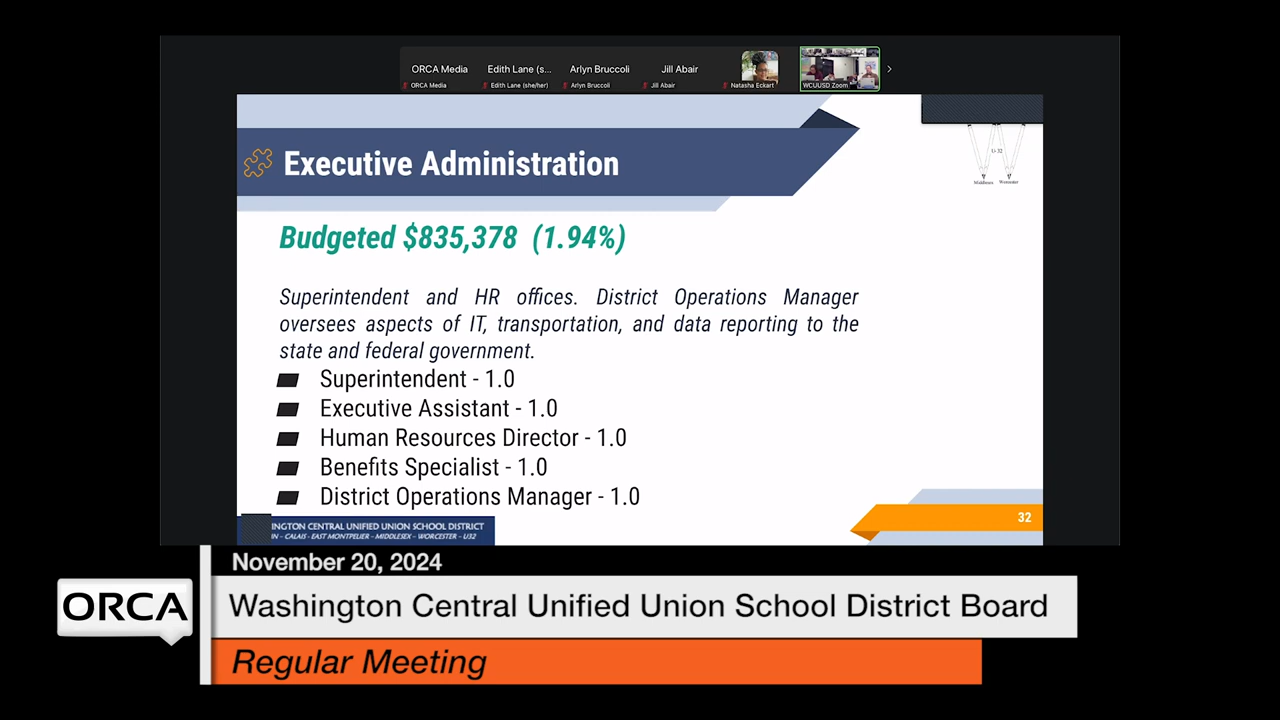 ORCA Media
Edith Lane (s...
Arlyn Bruccoli
Jill Abair
ORCA Media
Edith Lane (she/her)
Arlyn Bruccoli
Jill Abair
Natasha Eckart
WCUUSD Zoom
Executive Administration
U-32
Middlesex
Worcester
Budgeted $835,378 (1.94%)
Superintendent and HR offices. District Operations Manager
oversees aspects of IT, transportation, and data reporting to the
state and federal government.
Superintendent - 1.0
Executive Assistant - 1.0
Human Resources Director - 1.0
Benefits Specialist - 1.0
District Operations Manager - 1.0
INGTON CENTRAL UNIFIED UNION SCHOOL DISTRICT
IN - CALAIS - EAST MONTPELIER - MIDDLESEX - WORCESTER - U32
32
November 20, 2024
ORCA
Washington Central Unified Union School District Board
Regular Meeting